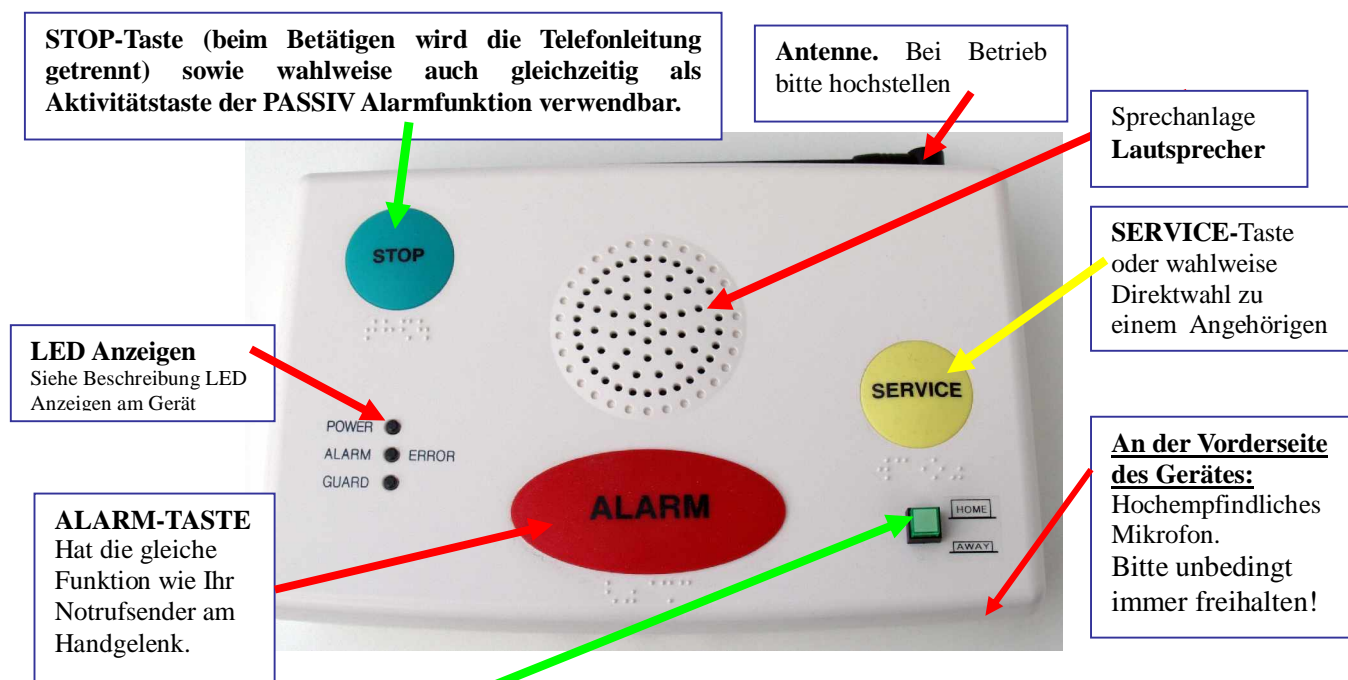 STOP-Taste (beim Betätigen wird die Telefonleitung
getrennt) sowie wahlweise auch gleichzeitig als
Aktivitätstaste der PASSIV Alarmfunktion verwendbar.
Antenne. Bei Betrieb
bitte hochstellen
Sprechanlage
Lautsprecher
STOP
SERVICE-Taste
oder wahlweise
Direktwahl zu
einem Angehörigen
LED Anzeigen
Siehe Beschreibung LED
Anzeigen am Gerät
SERVICE
POWER
ALARM ERROR
GUARD
ALARM
HOME
AWAY
An der Vorderseite
des Gerätes:
Hochempfindliches
Mikrofon.
Bitte unbedingt
immer freihalten!
ALARM-TASTE
Hat die gleiche
Funktion wie Ihr
Notrufsender am
Handgelenk.